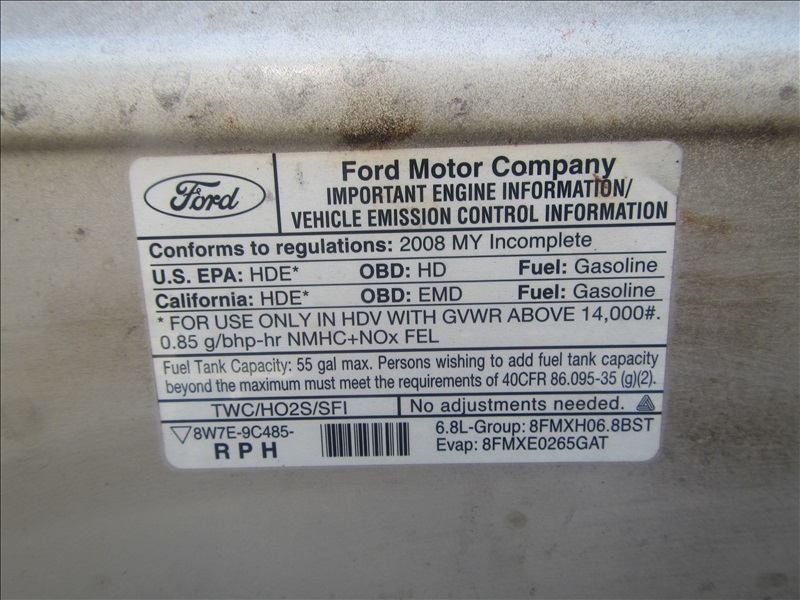 Ford
Ford Motor Company
IMPORTANT ENGINE INFORMATION/
VEHICLE EMISSION CONTROL INFORMATION
Conforms to regulations: 2008 MY Incomplete
U.S. EPA: HDE* OBD: HD Fuel: Gasoline
California: HDE* OBD: EMD Fuel: Gasoline
* FOR USE ONLY IN HDV WITH GVWR ABOVE 14,000#.
0.85 g/bhp-hr NMHC+NOx FEL
Fuel Tank Capacity: 55 gal max. Persons wishing to add fuel tank capacity
beyond the maximum must meet the requirements of 40CFR 86.095-35 (g)(2).
TWC/HO2S/SFI No adjustments needed.
8W7E-9C485- 6.8L-Group: 8FMXH06.8BST
RPH Evap: 8FMXE0265GAT